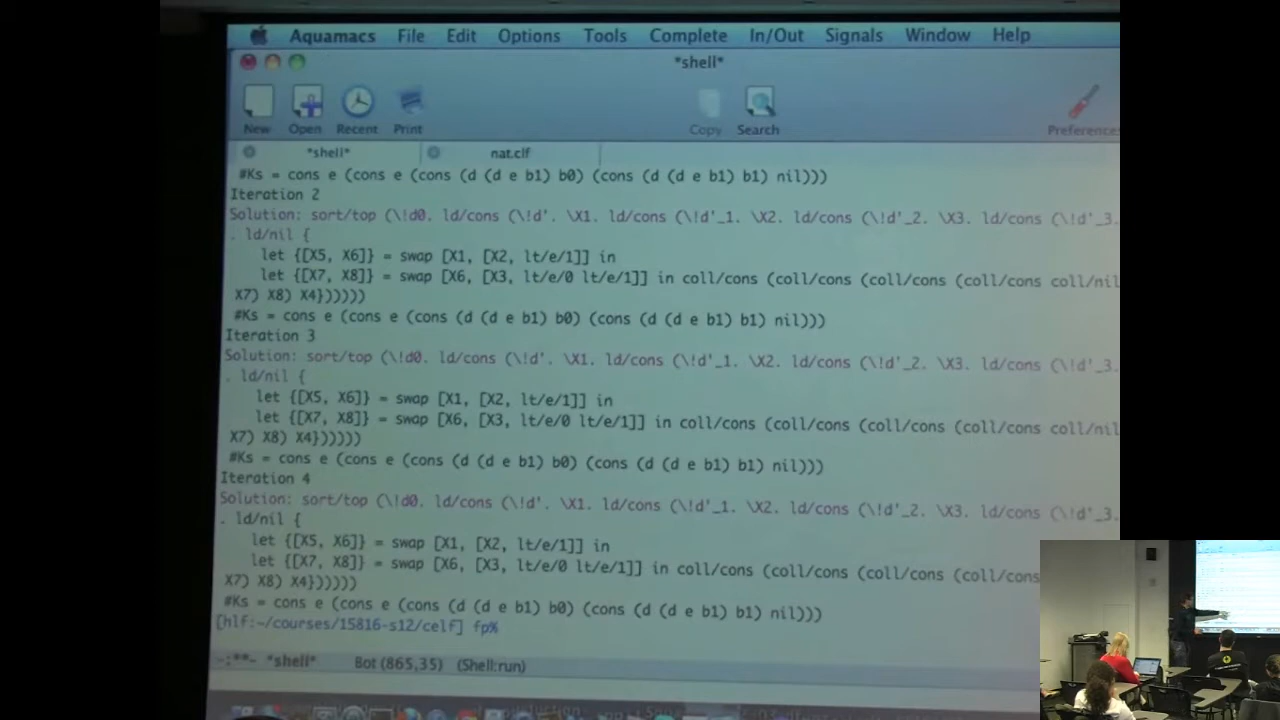 Aquamacs File Edit Options Tools Complete In/Out Signals Window Help
*shell*
New Open Recent Print Copy Search Preferences
*shell* nat.clf
#Ks = cons e (cons e (cons (d (d e b1) b0) (cons (d (d e b1) b1) nil)))
Iteration 2
Solution: sort/top (\!d0. ld/cons (\!d'. \X1. ld/cons (\!d'_1. \X2. ld/cons (\!d'_2. \X3. ld/cons (\!d'_3.
. ld/nil {
let {[X5, X6]} = swap [X1, [X2, lt/e/1]] in
let {[X7, X8]} = swap [X6, [X3, lt/e/0 lt/e/1]] in coll/cons (coll/cons (coll/cons (coll/cons coll/nil
X7) X8) X4}))))))
#Ks = cons e (cons e (cons (d (d e b1) b0) (cons (d (d e b1) b1) nil)))
Iteration 3
Solution: sort/top (\!d0. ld/cons (\!d'. \X1. ld/cons (\!d'_1. \X2. ld/cons (\!d'_2. \X3. ld/cons (\!d'_3.
. ld/nil {
let {[X5, X6]} = swap [X1, [X2, lt/e/1]] in
let {[X7, X8]} = swap [X6, [X3, lt/e/0 lt/e/1]] in coll/cons (coll/cons (coll/cons (coll/cons coll/nil
X7) X8) X4}))))))
#Ks = cons e (cons e (cons (d (d e b1) b0) (cons (d (d e b1) b1) nil)))
Iteration 4
Solution: sort/top (\!d0. ld/cons (\!d'. \X1. ld/cons (\!d'_1. \X2. ld/cons (\!d'_2. \X3. ld/cons (\!d'_3.
. ld/nil {
let {[X5, X6]} = swap [X1, [X2, lt/e/1]] in
let {[X7, X8]} = swap [X6, [X3, lt/e/0 lt/e/1]] in coll/cons (coll/cons (coll/cons (coll/cons
X7) X8) X4}))))))
#Ks = cons e (cons e (cons (d (d e b1) b0) (cons (d (d e b1) b1) nil)))
[hlf:~/courses/15816-s12/celf] fp%
-:**- *shell* Bot (865,35) (Shell:run)